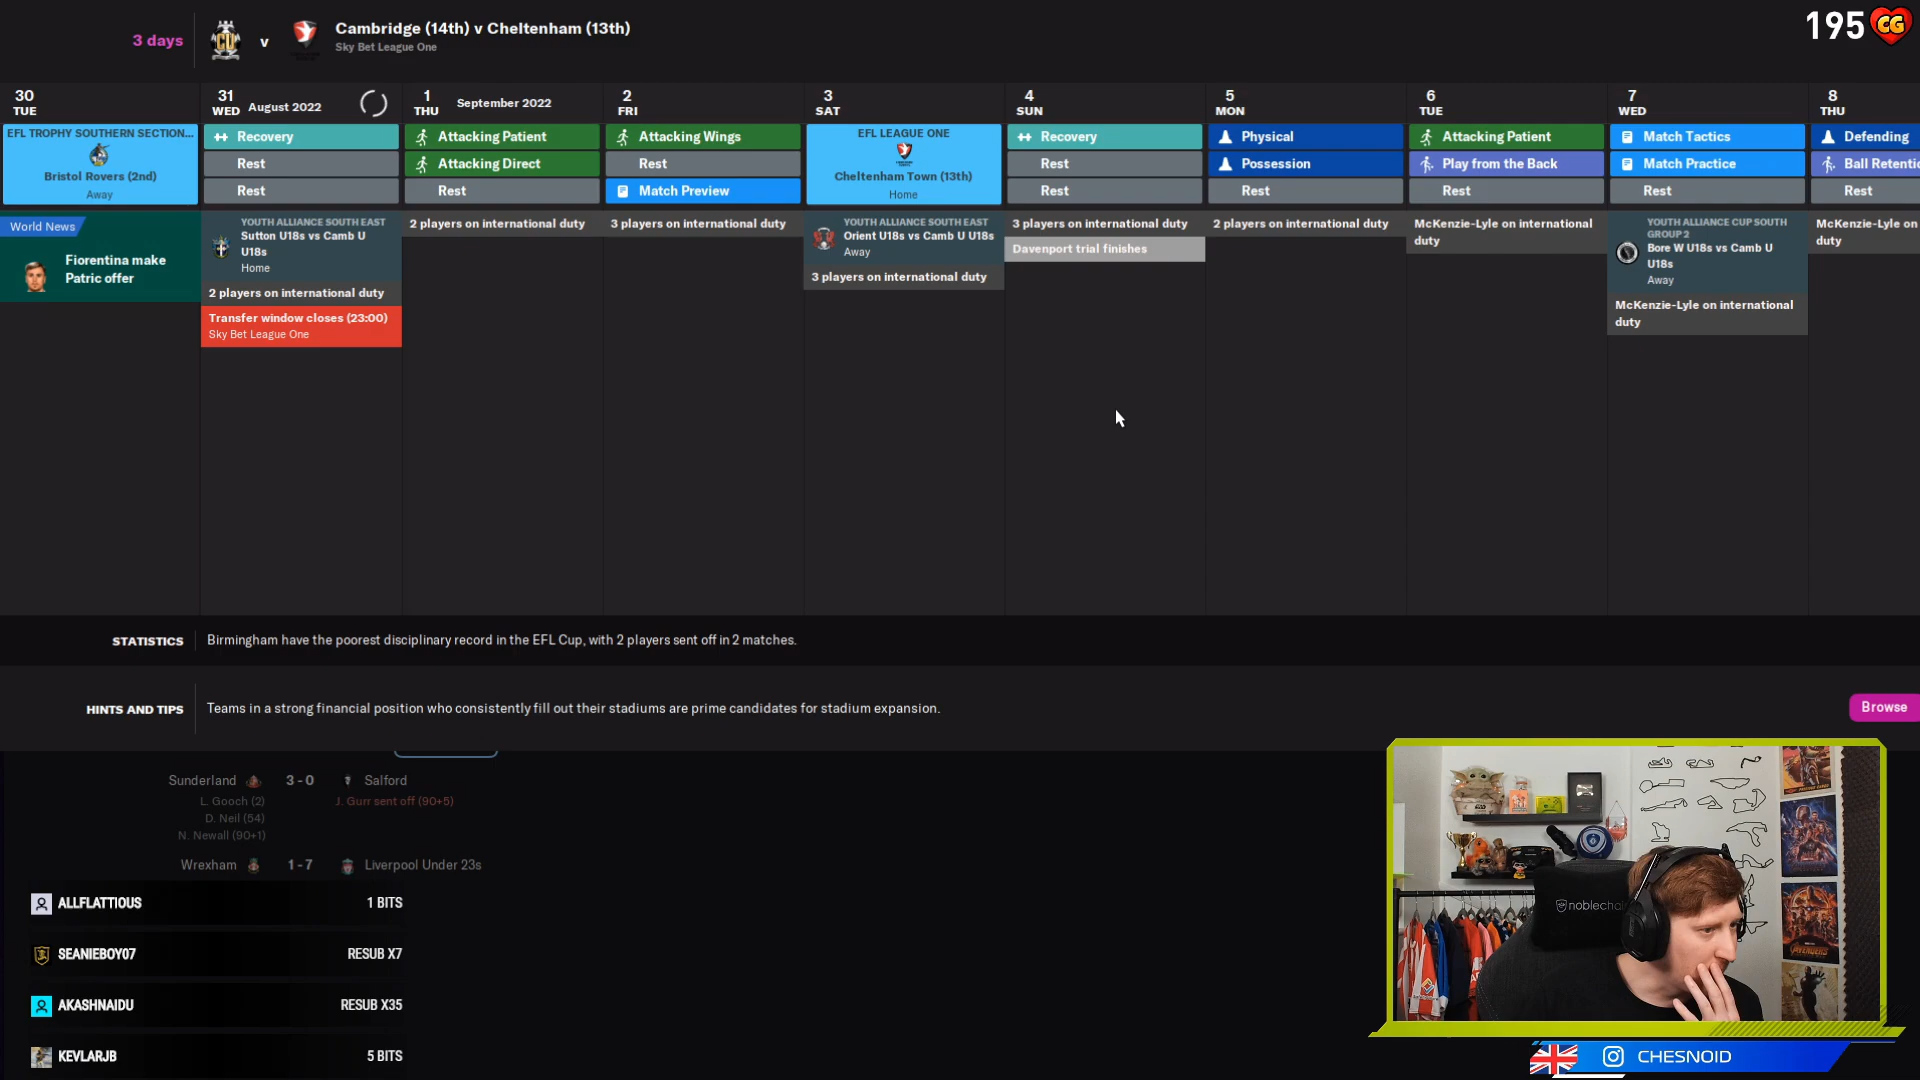 3 days
v
Cambridge (14th) v Cheltenham (13th)
Sky Bet League One
195
CG
30
TUE
31
WED August 2022
1
THU September 2022
2
FRI
3
SAT
4
SUN
5
MON
6
TUE
7
WED
8
THU
EFL TROPHY SOUTHERN SECTION...
Bristol Rovers (2nd)
Away
Recovery
Rest
Rest
Attacking Patient
Attacking Direct
Rest
Attacking Wings
Rest
Match Preview
EFL LEAGUE ONE
Cheltenham Town (13th)
Home
Recovery
Rest
Rest
Physical
Possession
Rest
Attacking Patient
Play from the Back
Rest
Match Tactics
Match Practice
Rest
Defending
Ball Retentio
Rest
World News
Fiorentina make
Patric offer
YOUTH ALLIANCE SOUTH EAST
Sutton U18s vs Camb U
U18s
Home
2 players on international duty
Transfer window closes (23:00)
Sky Bet League One
2 players on international duty
3 players on international duty
YOUTH ALLIANCE SOUTH EAST
Orient U18s vs Camb U U18s
Away
3 players on international duty
3 players on international duty
Davenport trial finishes
2 players on international duty
McKenzie-Lyle on international
duty
YOUTH ALLIANCE CUP SOUTH
GROUP 2
Bore W U18s vs Camb U
U18s
Away
McKenzie-Lyle on international
duty
McKenzie-Lyle on
duty
STATISTICS
Birmingham have the poorest disciplinary record in the EFL Cup, with 2 players sent off in 2 matches.
HINTS AND TIPS
Teams in a strong financial position who consistently fill out their stadiums are prime candidates for stadium expansion.
Browse
Sunderland 3 - 0 Salford
L. Gooch (2)
J. Gurr sent off (90+5)
D. Neil (54)
N. Newall (90+1)
Wrexham 1 - 7 Liverpool Under 23s
ALLFLATTIOUS 1 BITS
SEANIEBOY07 RESUB X7
AKASHNAIDU RESUB X35
KEVLARJB 5 BITS
noblechai
AVENGERS
CHESNOID